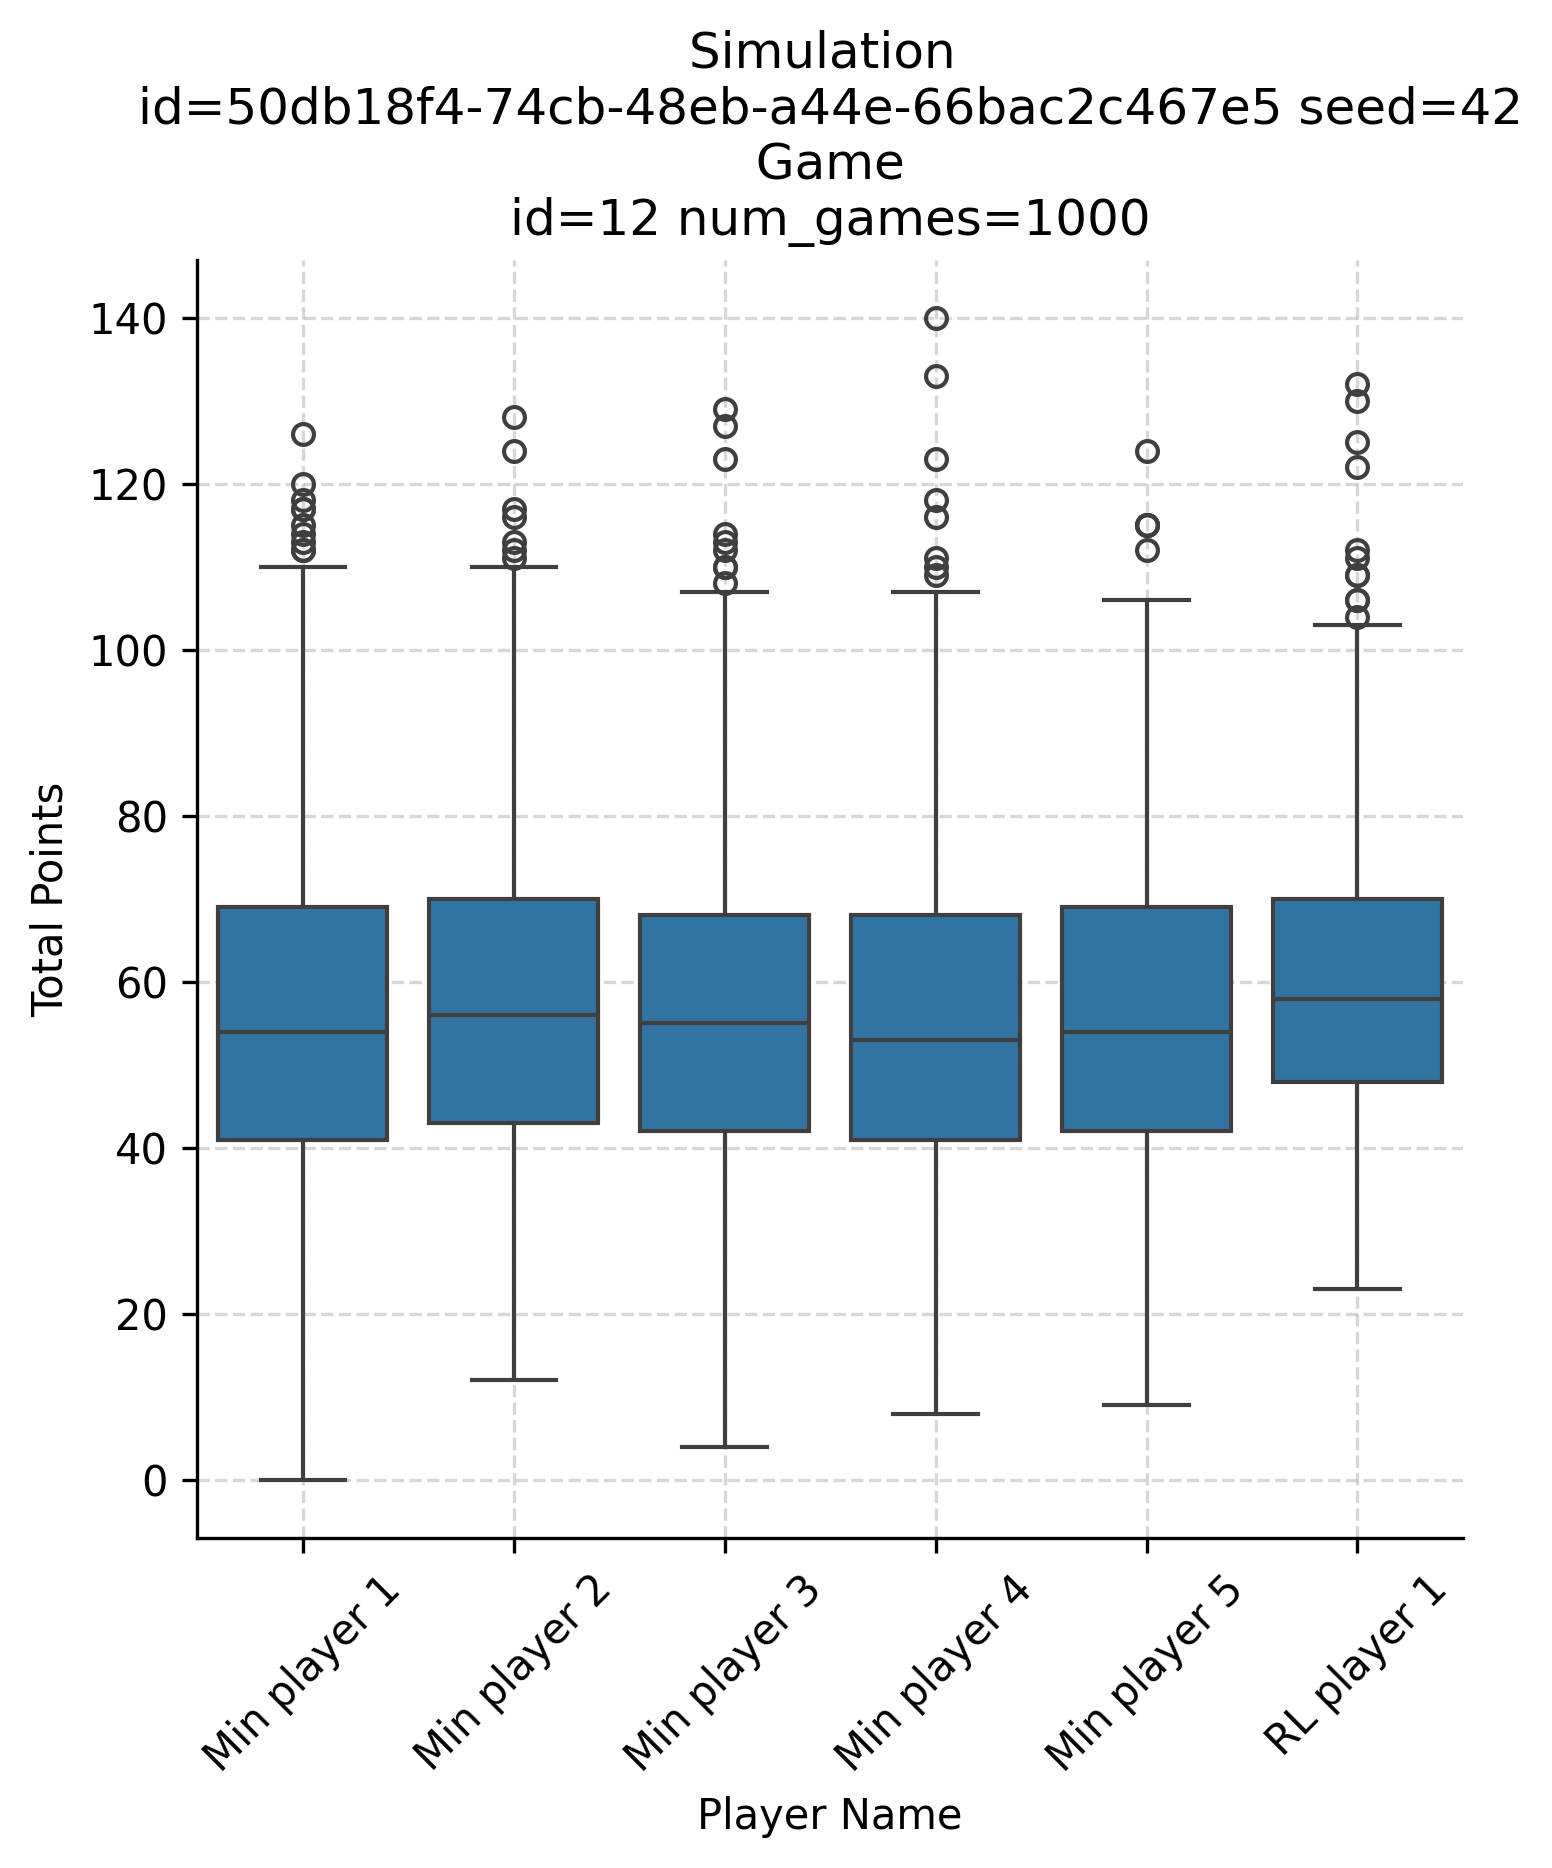 Simulation
id=50db18f4-74cb-48eb-a44e-66bac2c467e5 seed=42
Game
id=12 num_games=1000
140
120
100
80
60
40
20
0
Total Points
Min player 1
Min player 2
Min player 3
Min player 4
Min player 5
RL player 1
Player Name